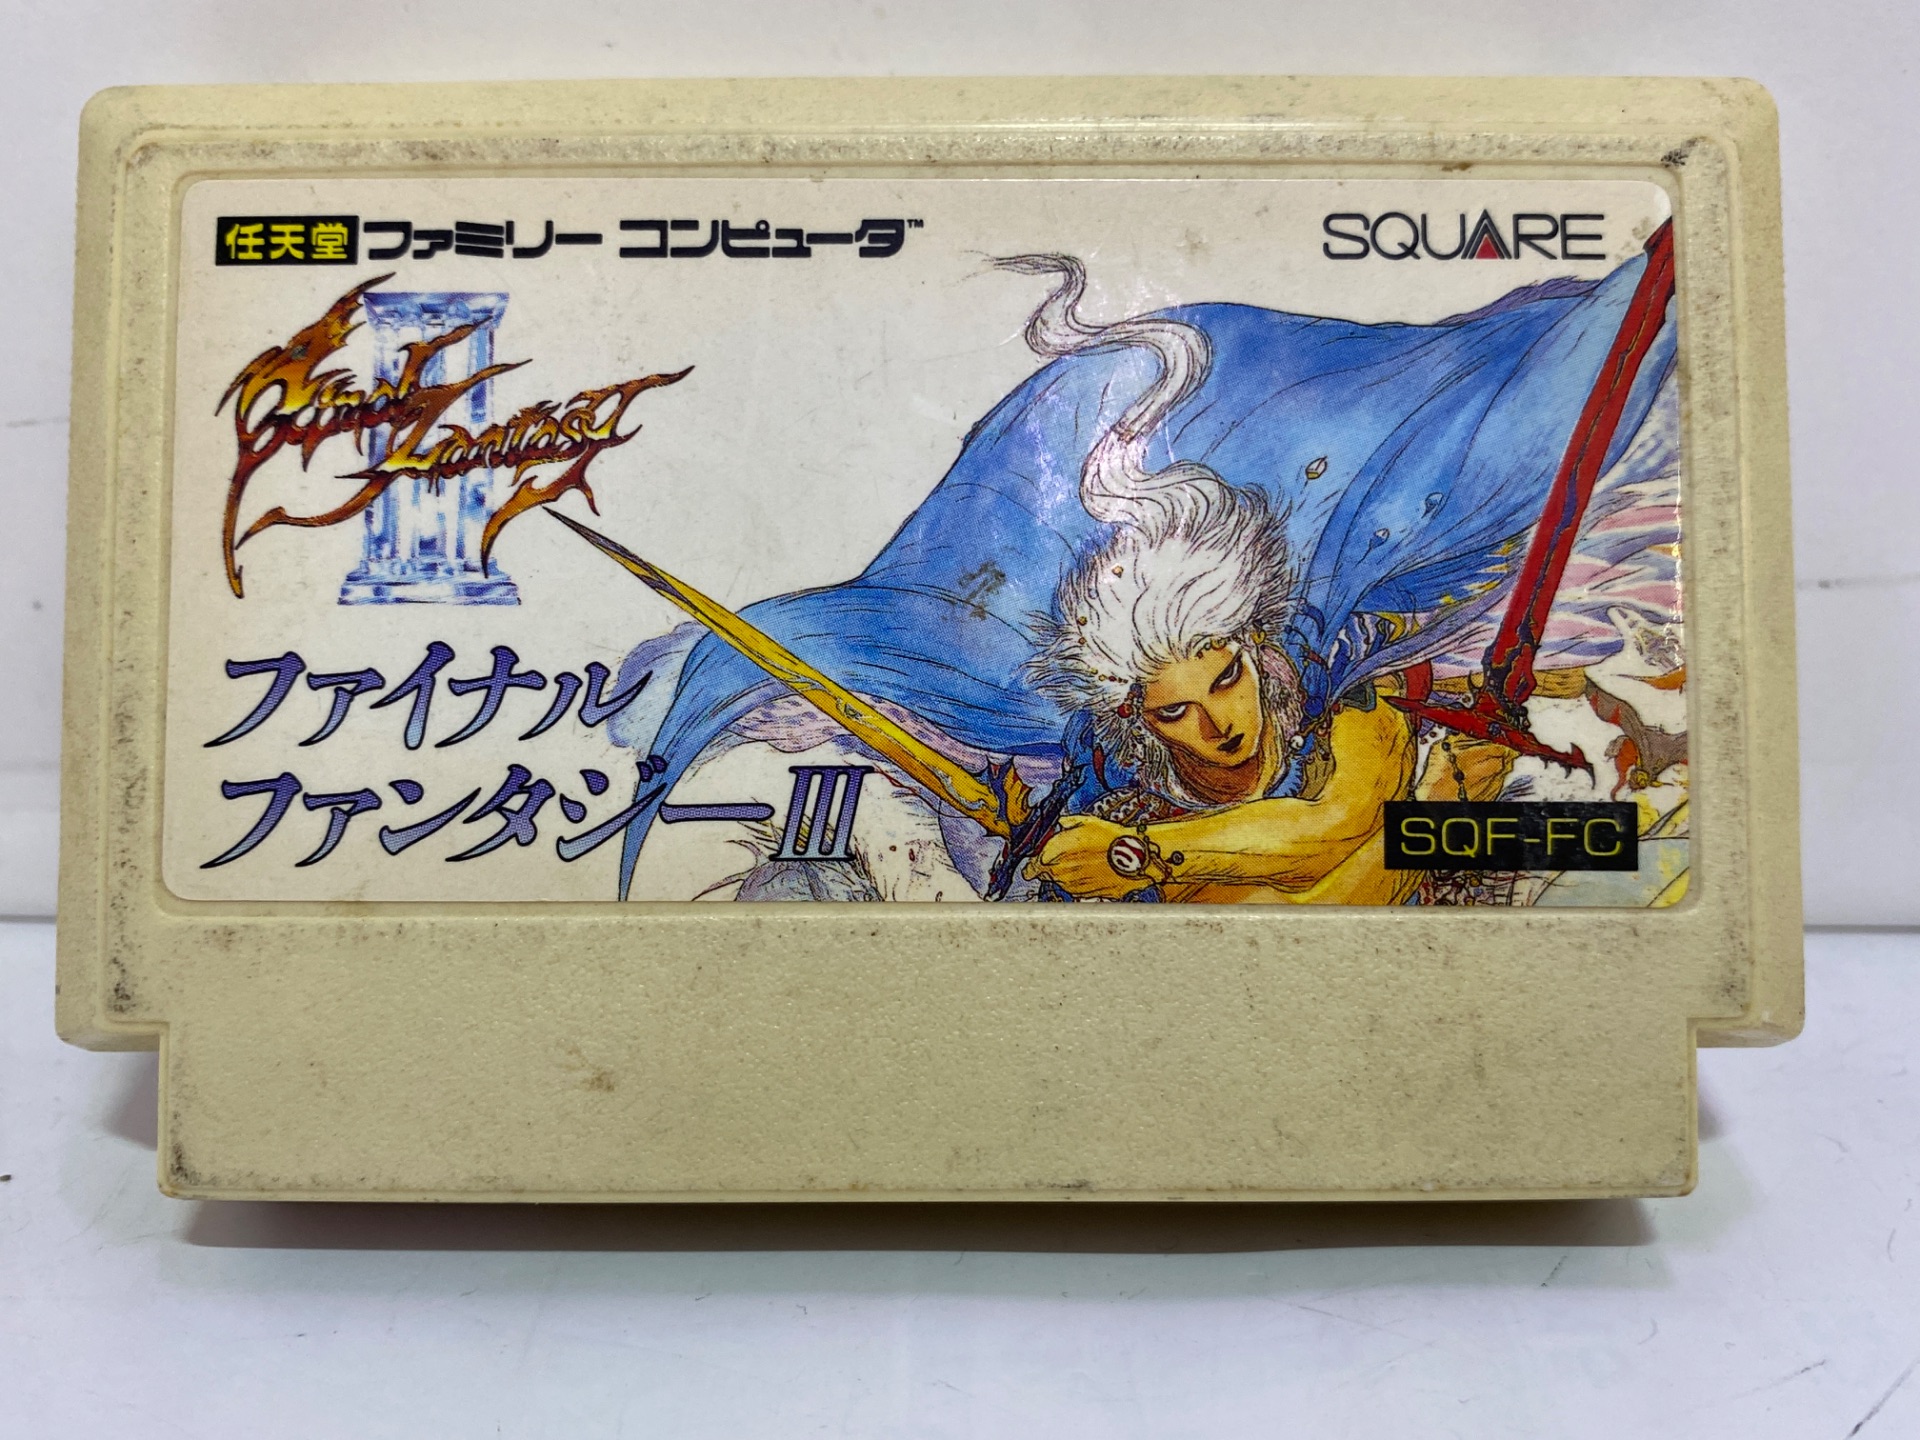 任天堂 ファミリー コンピュータ™
SQUARE
Final Fantasy III
ファイナル
ファンタジーIII
SQF-FC